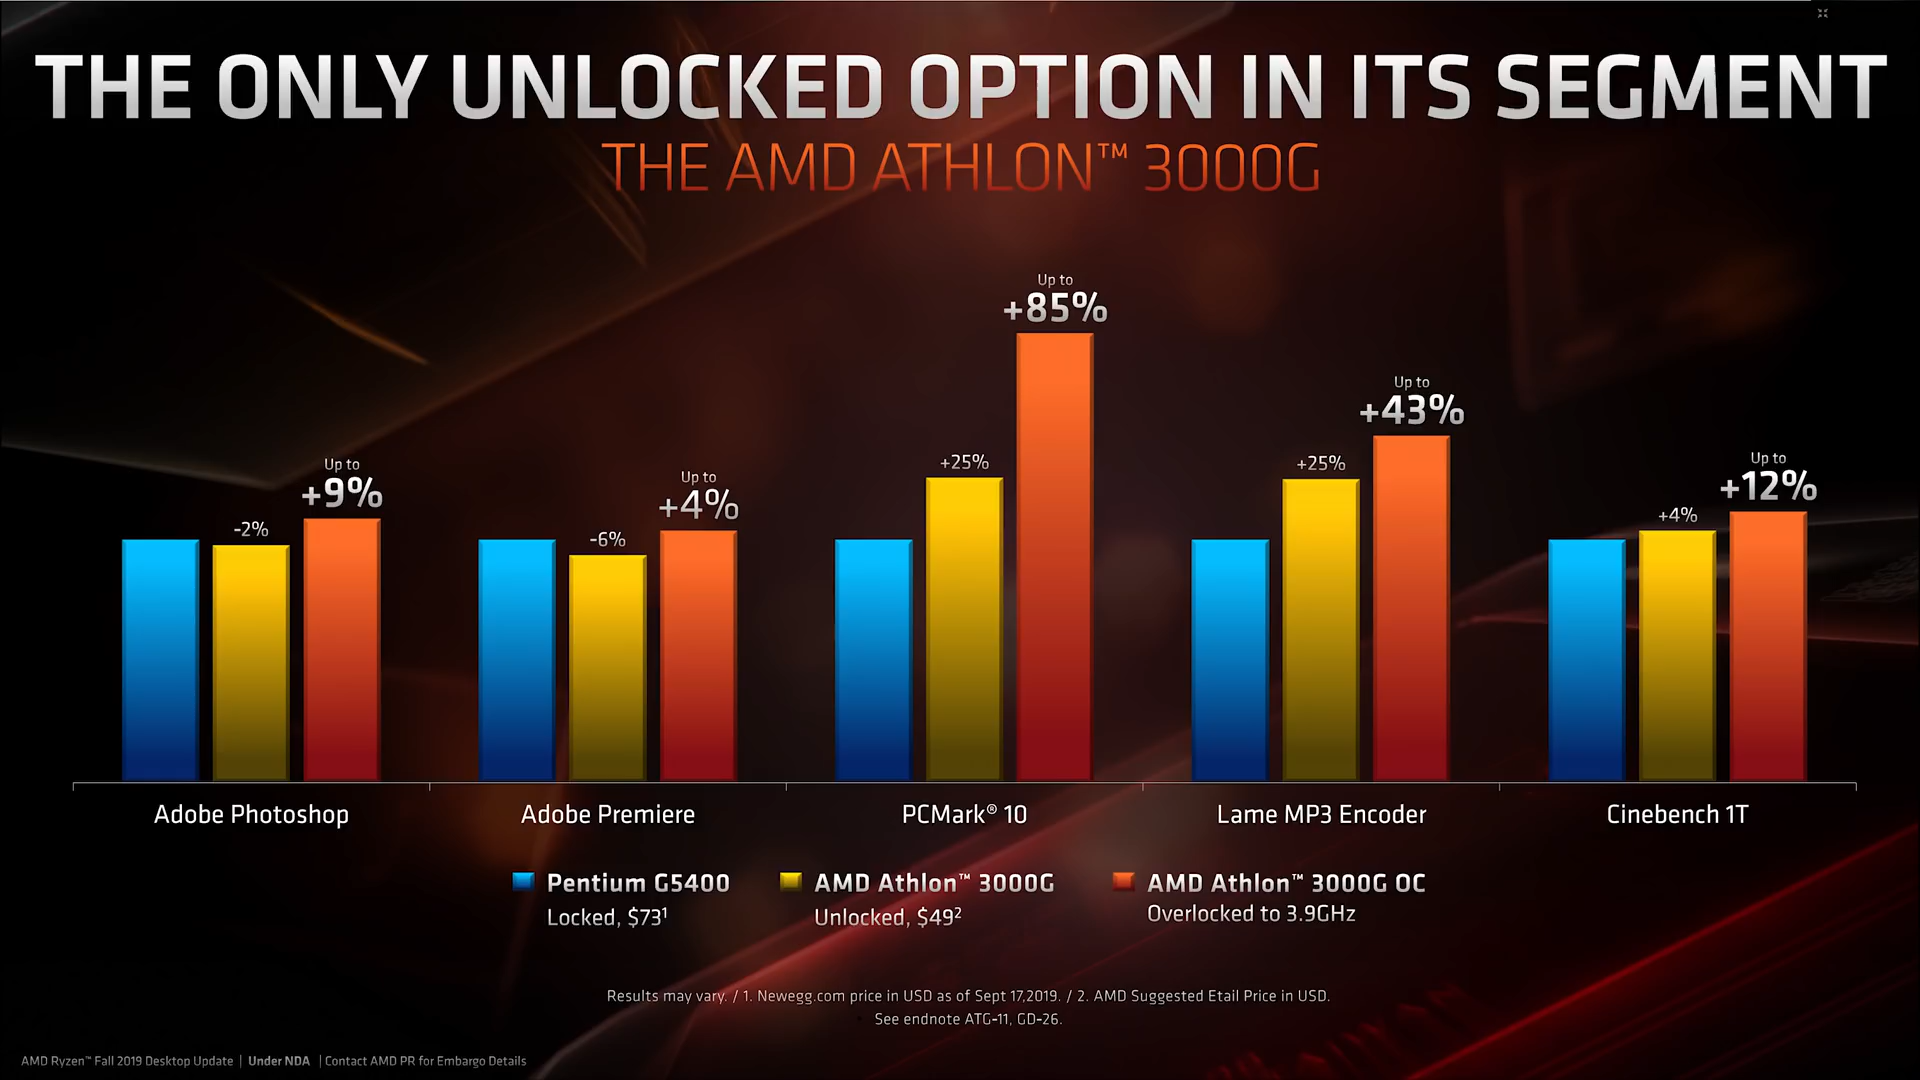 THE ONLY UNLOCKED OPTION IN ITS SEGMENT
THE AMD ATHLON™ 3000G
Up to
+9%
-2%
Up to
+4%
-6%
Up to
+85%
+25%
Up to
+43%
+25%
Up to
+12%
+4%
Adobe Photoshop
Adobe Premiere
PCMark® 10
Lame MP3 Encoder
Cinebench 1T
Pentium G5400
Locked, $73¹
AMD Athlon™ 3000G
Unlocked, $49²
AMD Athlon™ 3000G OC
Overlocked to 3.9GHz
Results may vary. / 1. Newegg.com price in USD as of Sept 17,2019. / 2. AMD Suggested Etail Price in USD.
See endnote ATG-11, GD-26.
AMD Ryzen™ Fall 2019 Desktop Update | Under NDA | Contact AMD PR for Embargo Details